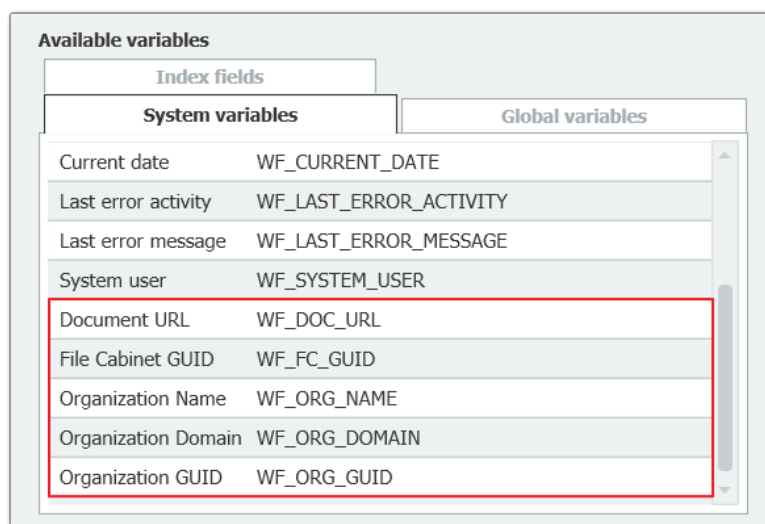 Available variables
Index fields
System variables Global variables
Current date WF_CURRENT_DATE
Last error activity WF_LAST_ERROR_ACTIVITY
Last error message WF_LAST_ERROR_MESSAGE
System user WF_SYSTEM_USER
Document URL WF_DOC_URL
File Cabinet GUID WF_FC_GUID
Organization Name WF_ORG_NAME
Organization Domain WF_ORG_DOMAIN
Organization GUID WF_ORG_GUID